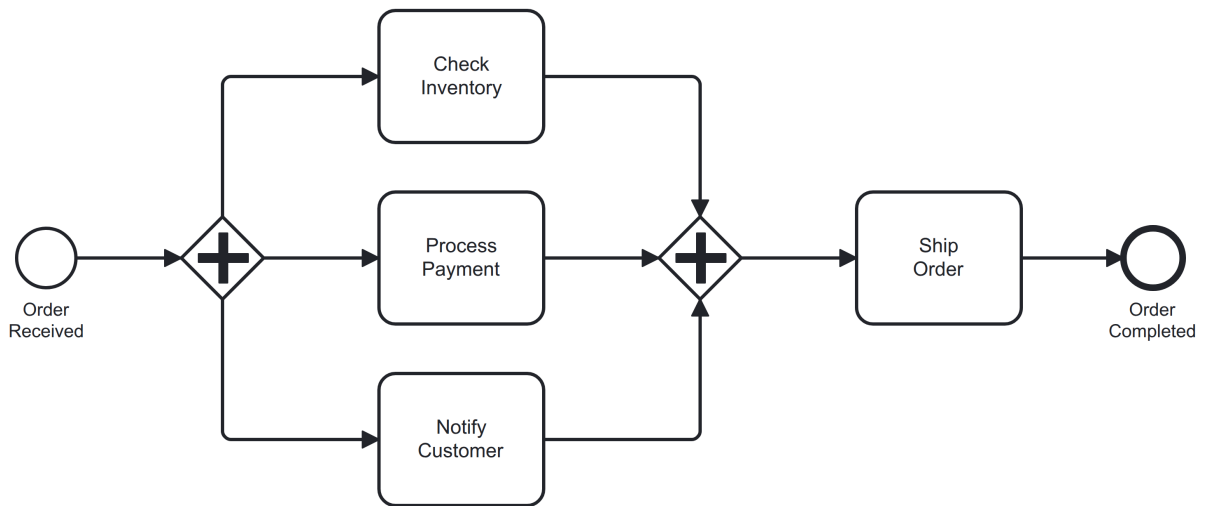 Order
Received
Check
Inventory
Process
Payment
Notify
Customer
Ship
Order
Order
Completed